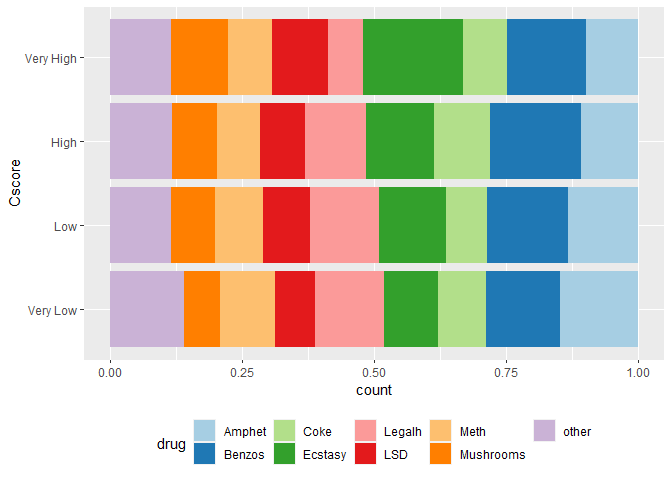 Very High
High
Low
Very Low
Cscore
0.00 0.25 0.50 0.75 1.00
count
drug
Amphet Coke Legalh Meth other
Benzos Ecstasy LSD Mushrooms